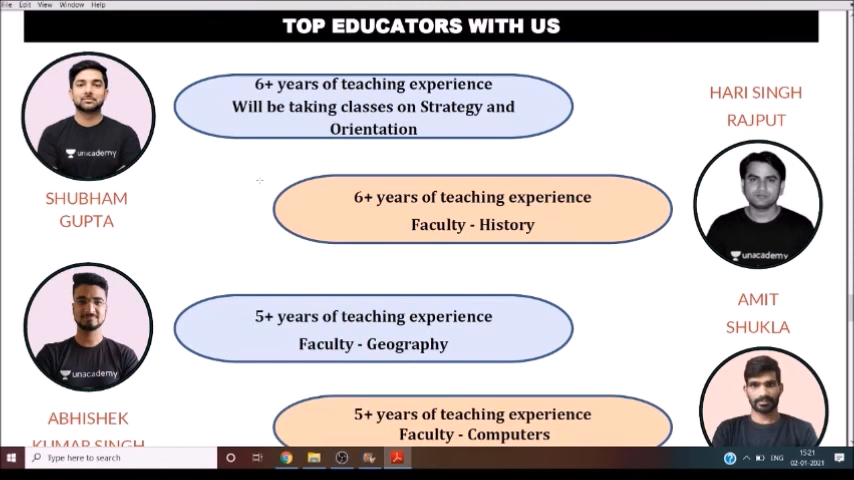 File Edit View Window Help
TOP EDUCATORS WITH US
6+ years of teaching experience
Will be taking classes on Strategy and
Orientation
unacademy
SHUBHAM
GUPTA
HARI SINGH
RAJPUT
6+ years of teaching experience
Faculty - History
unacademy
5+ years of teaching experience
Faculty - Geography
unacademy
ABHISHEK
KUMAR SINGH
AMIT
SHUKLA
5+ years of teaching experience
Faculty - Computers
Type here to search
ENG
15:21
02-01-2021